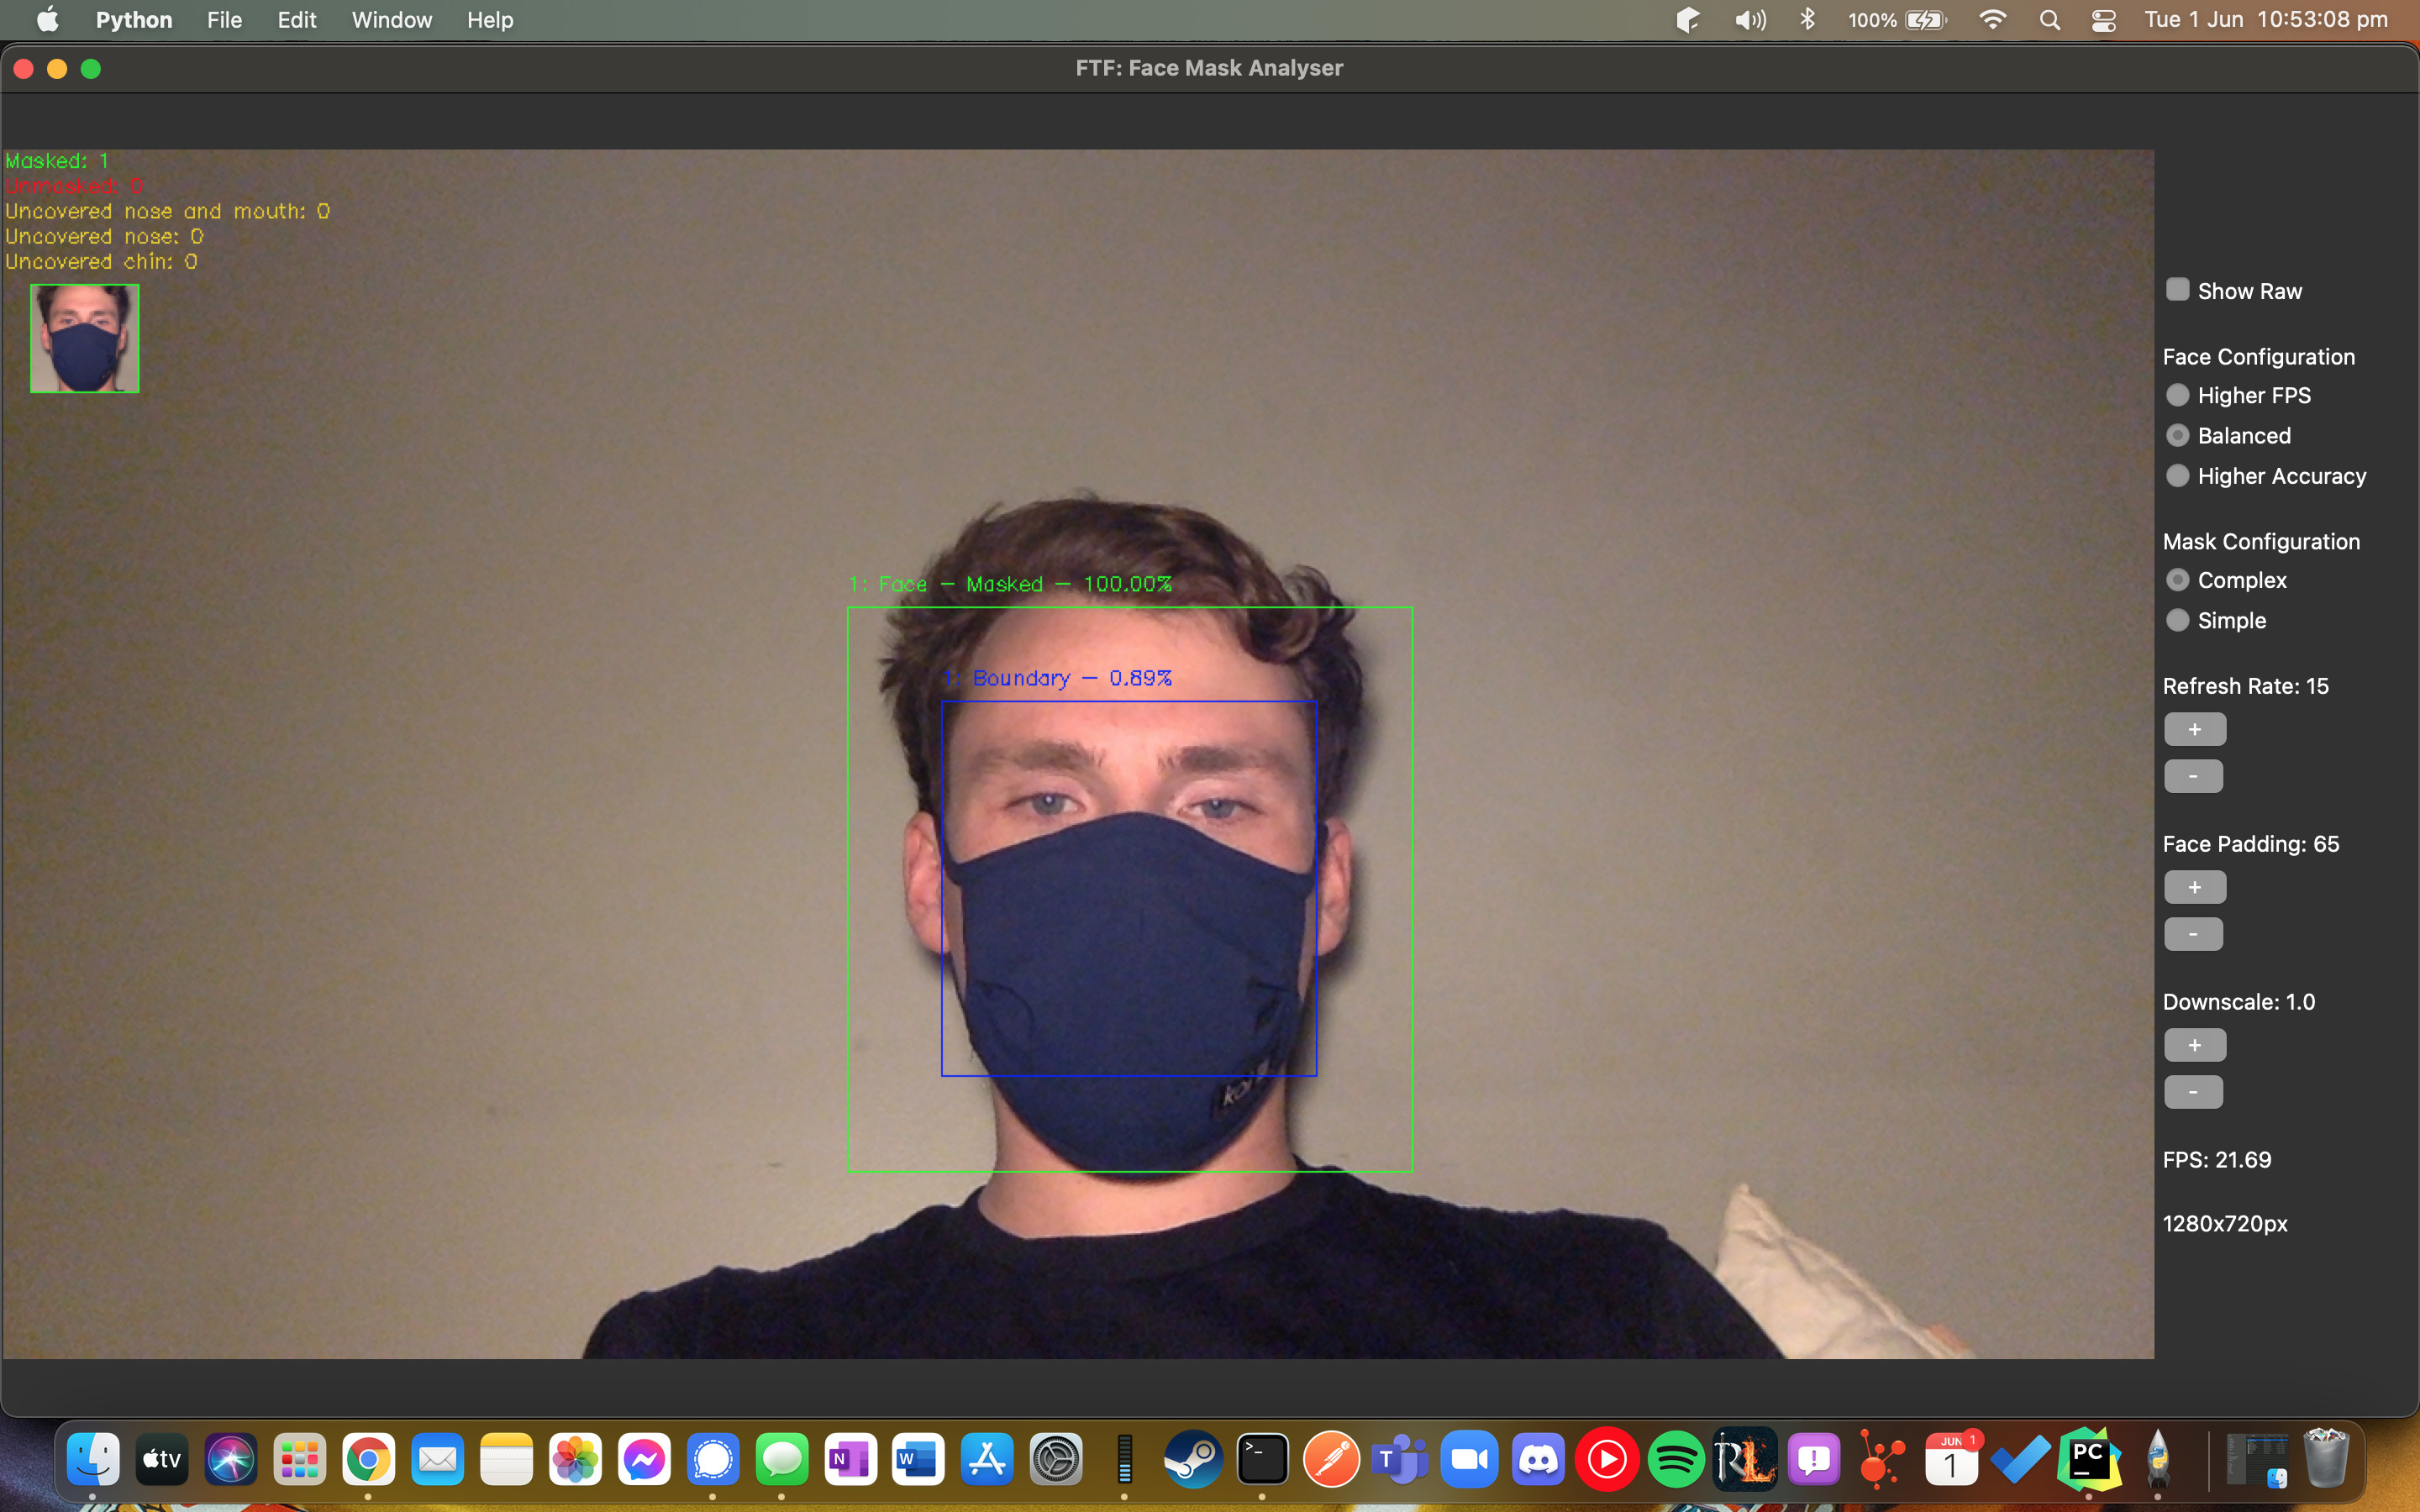 Python File Edit Window Help 100% Tue 1 Jun 10:53:08 pm
FTF: Face Mask Analyser
Masked: 1
Unmasked: 0
Uncovered nose and mouth: 0
Uncovered nose: 0
Uncovered chin: 0
1: Face - Masked - 100.00%
1: Boundary - 0.89%
Show Raw
Face Configuration
Higher FPS
Balanced
Higher Accuracy
Mask Configuration
Complex
Simple
Refresh Rate: 15
+
-
Face Padding: 65
+
-
Downscale: 1.0
+
-
FPS: 21.69
1280x720px
tv N W >_ T RL JUN 1 1 PC